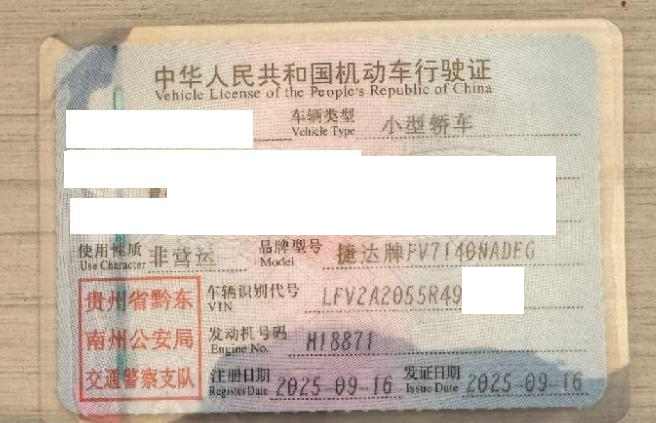 中华人民共和国机动车行驶证
Vehicle License of the People's Republic of China
车辆类型 小型轿车
Vehicle Type
使用性质 非营运 品牌型号 捷达牌FV7140NADEG
Use Character Model
贵州省黔东 车辆识别代号 LFV2A2055R49
VIN
南州公安局 发动机号码 H18871
Engine No.
交通警察支队 注册日期 2025-09-16 发证日期 2025-09-16
Register Date Issue Date